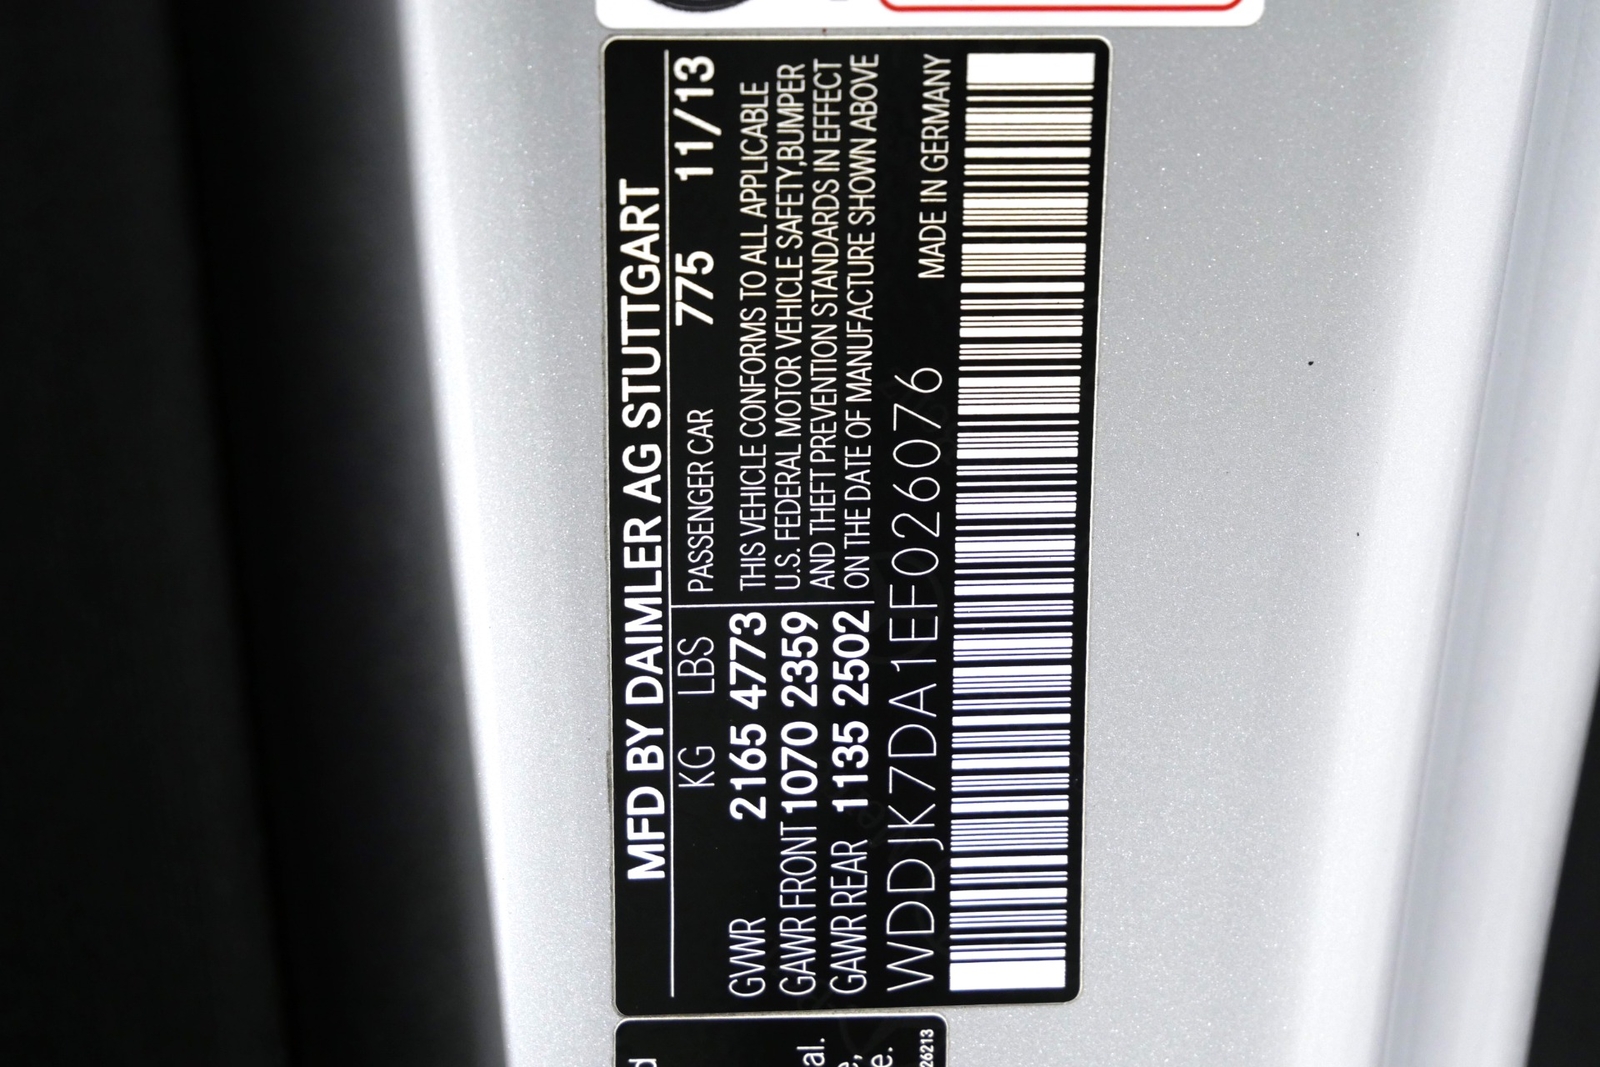 MFD BY DAIMLER AG STUTTGART
KG LBS PASSENGER CAR 775 11/13
GVWR 2165 4773 THIS VEHICLE CONFORMS TO ALL APPLICABLE
GAWR FRONT 1070 2359 U.S. FEDERAL MOTOR VEHICLE SAFETY,BUMPER
AND THEFT PREVENTION STANDARDS IN EFFECT
GAWR REAR 1135 2502 ON THE DATE OF MANUFACTURE SHOWN ABOVE
WDDJK7DA1EF026076 MADE IN GERMANY
26213